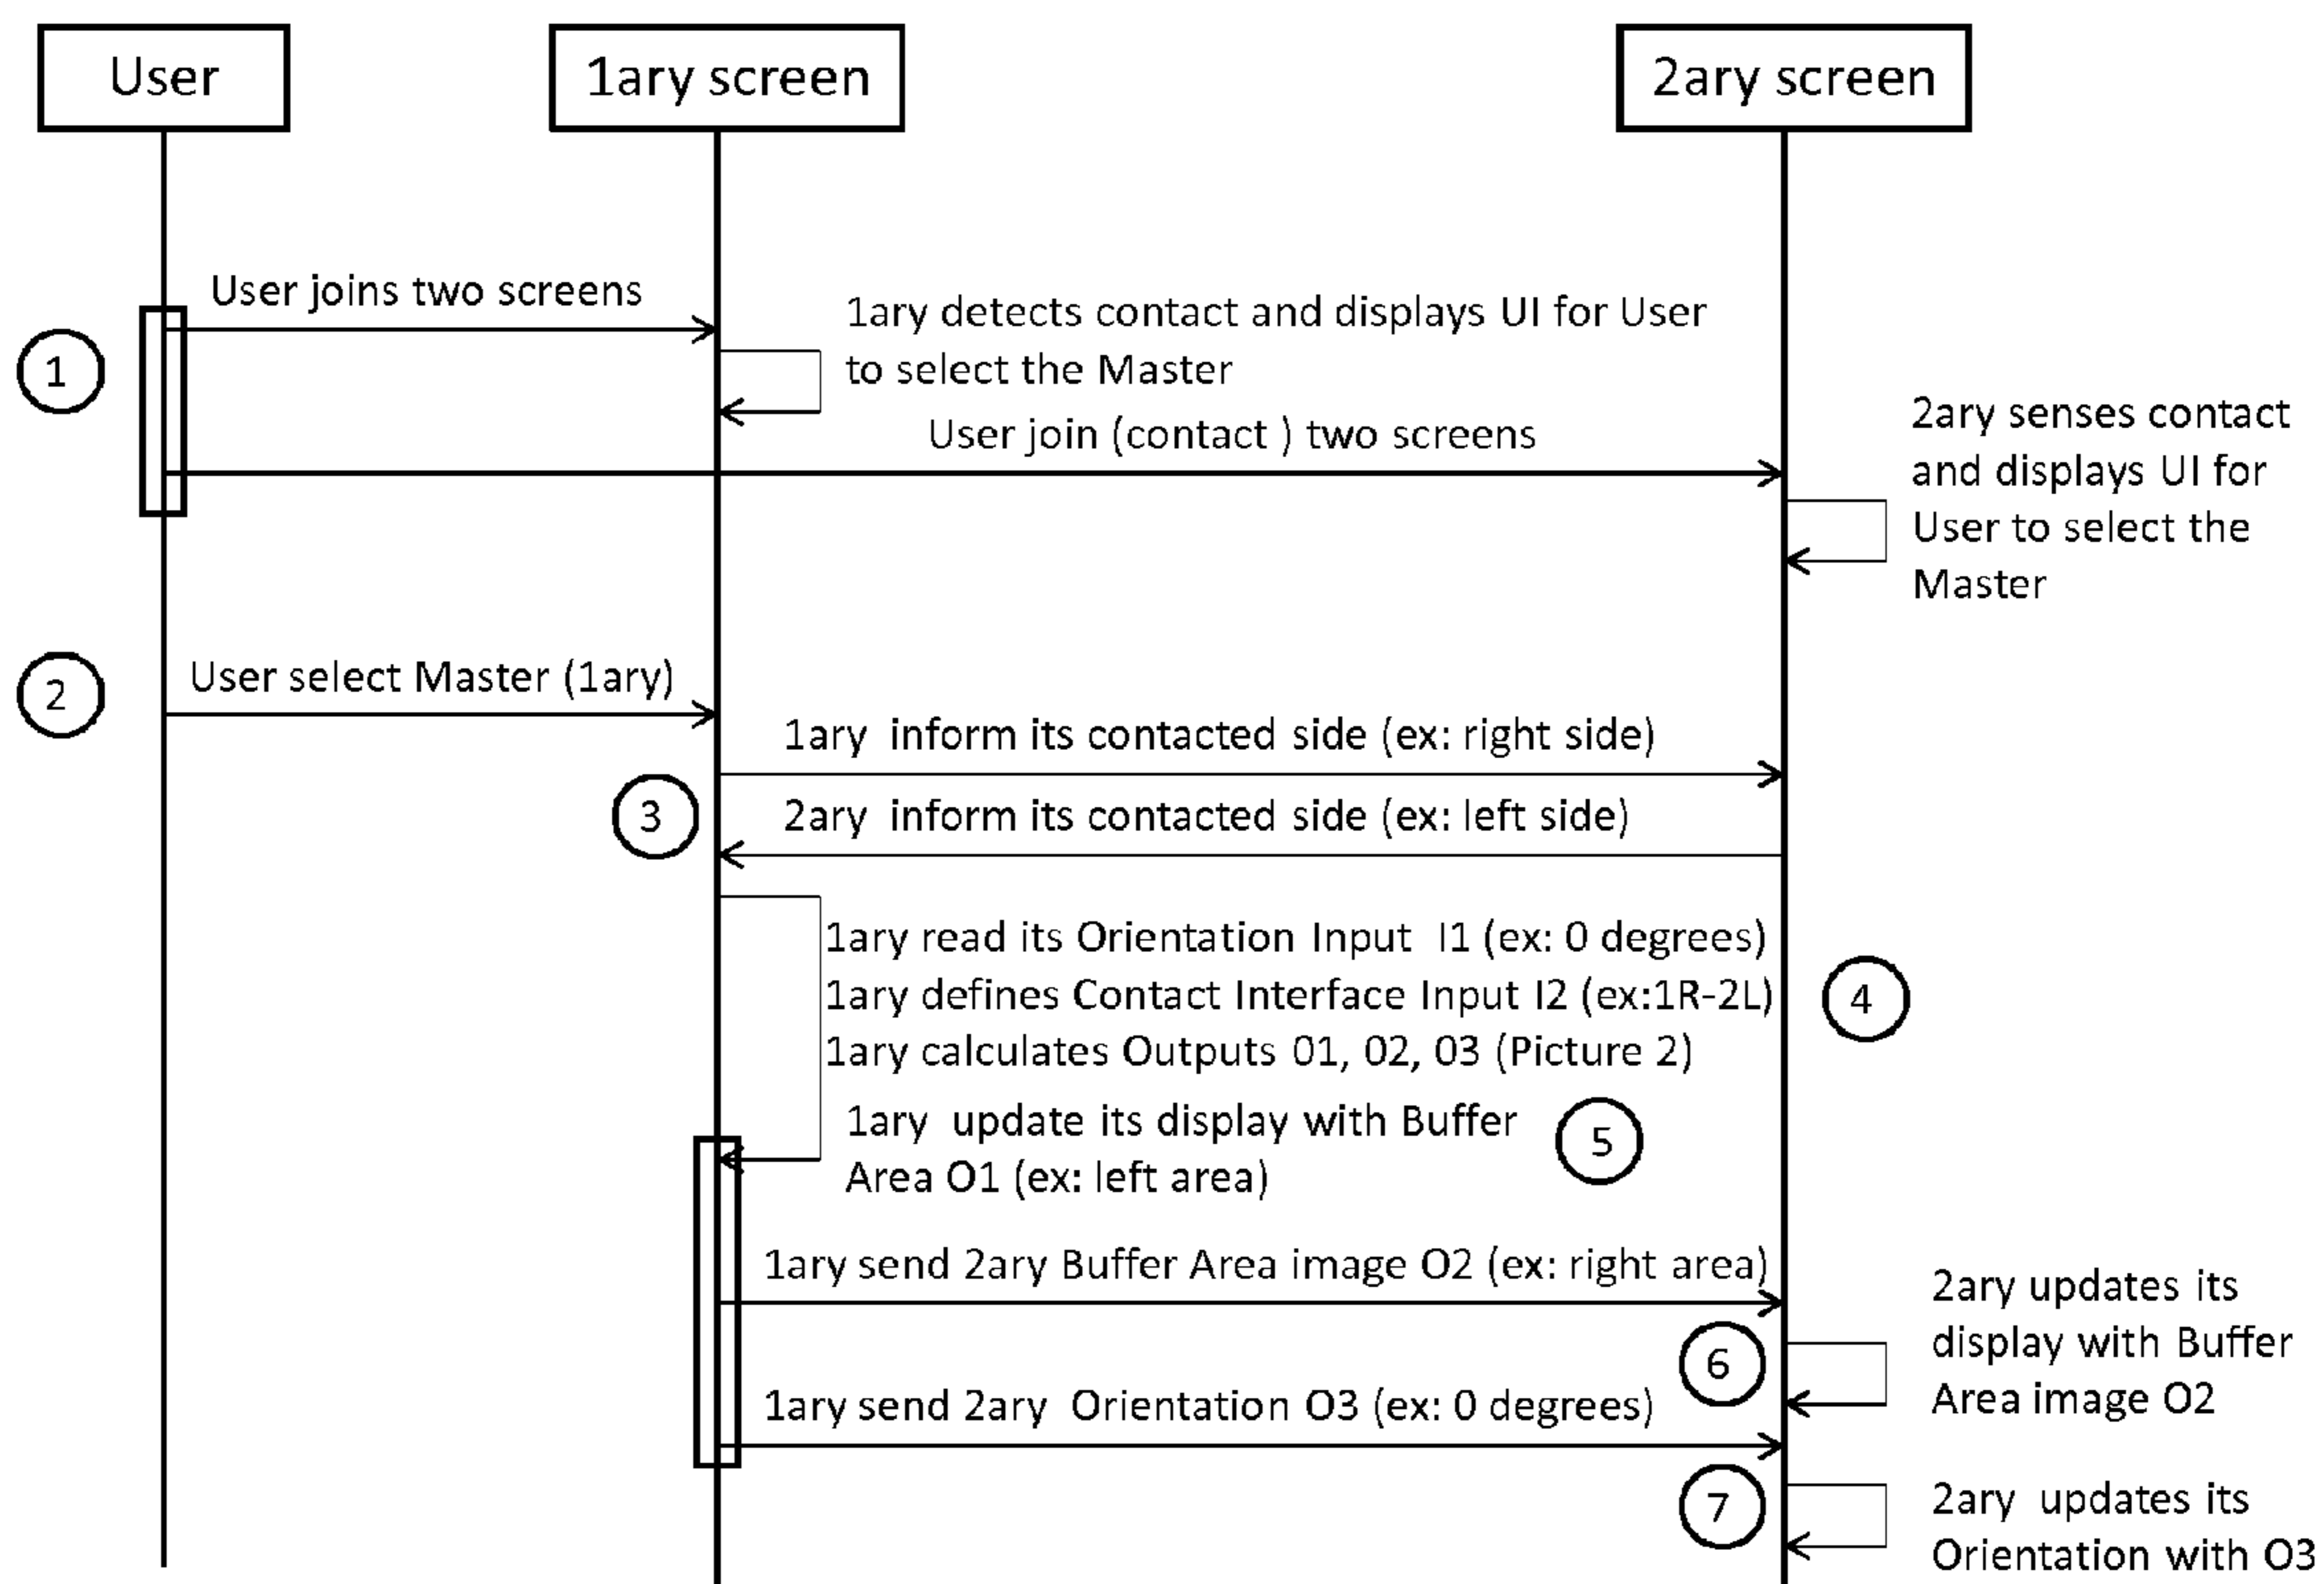 User
1ary screen
2ary screen
User joins two screens
1ary detects contact and displays UI for User
to select the Master
1
User join (contact ) two screens
2ary senses contact
and displays UI for
User to select the
Master
2
User select Master (1ary)
1ary inform its contacted side (ex: right side)
3
2ary inform its contacted side (ex: left side)
1ary read its Orientation Input I1 (ex: 0 degrees)
1ary defines Contact Interface Input I2 (ex:1R-2L)
1ary calculates Outputs 01, 02, 03 (Picture 2)
4
1ary update its display with Buffer
Area O1 (ex: left area)
5
1ary send 2ary Buffer Area image O2 (ex: right area)
6
2ary updates its
display with Buffer
Area image O2
1ary send 2ary Orientation O3 (ex: 0 degrees)
7
2ary updates its
Orientation with O3